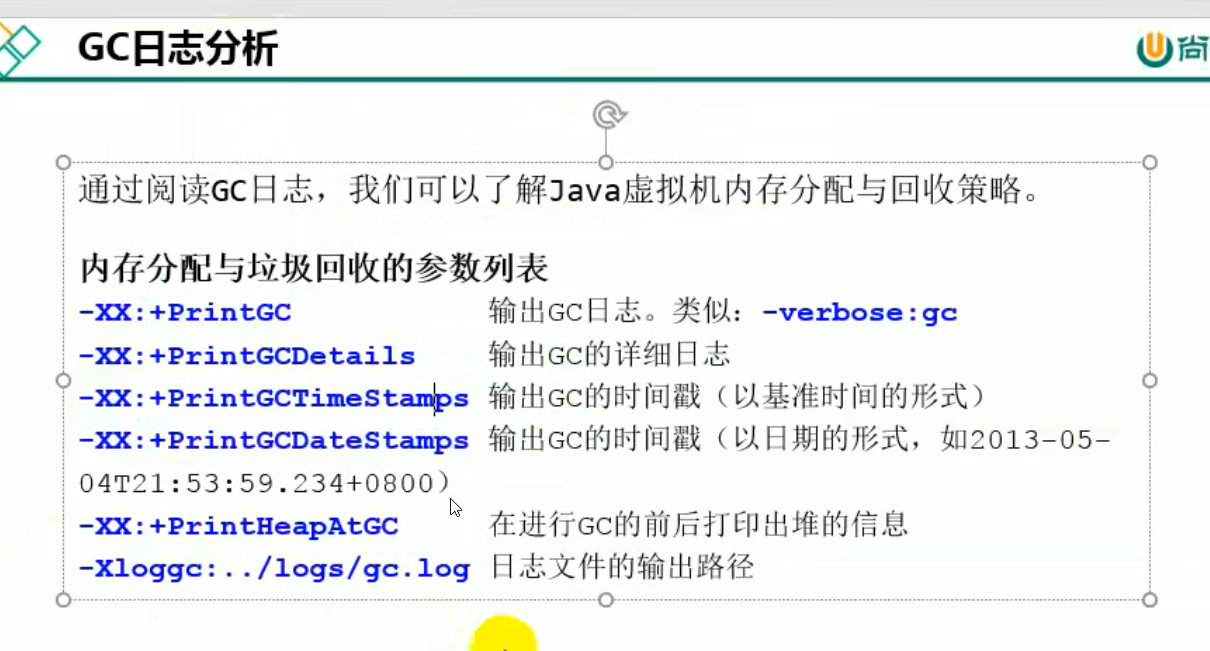 GC日志分析
尚
通过阅读GC日志，我们可以了解Java虚拟机内存分配与回收策略。
内存分配与垃圾回收的参数列表
-XX:+PrintGC 输出GC日志。类似：-verbose:gc
-XX:+PrintGCDetails 输出GC的详细日志
-XX:+PrintGCTimeStamps 输出GC的时间戳（以基准时间的形式）
-XX:+PrintGCDateStamps 输出GC的时间戳（以日期的形式，如2013-05-
04T21:53:59.234+0800）
-XX:+PrintHeapAtGC 在进行GC的前后打印出堆的信息
-Xloggc:../logs/gc.log 日志文件的输出路径